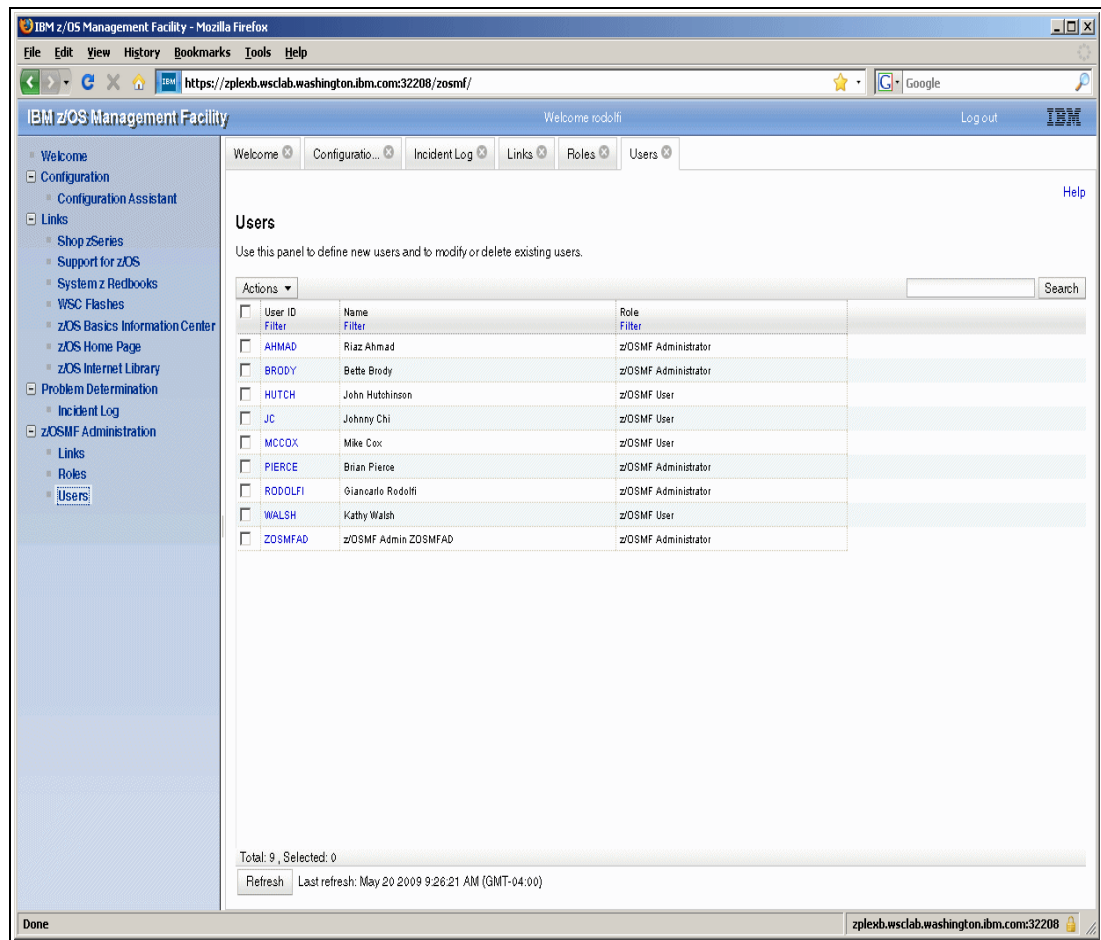 IBM z/OS Management Facility - Mozilla Firefox
File Edit View History Bookmarks Tools Help
IBM https://zplexb.wsclab.washington.ibm.com:32208/zosmf/ G Google
IBM z/OS Management Facility Welcome rodolfi Log out IBM
Welcome
Configuration
Configuration Assistant
Links
Shop zSeries
Support for z/OS
System z Redbooks
WSC Flashes
z/OS Basics Information Center
z/OS Home Page
z/OS Internet Library
Problem Determination
Incident Log
z/OSMF Administration
Links
Roles
Users
Welcome Configuratio... Incident Log Links Roles Users
Help
Users
Use this panel to define new users and to modify or delete existing users.
Actions Search
User ID Name Role
Filter Filter Filter
AHMAD Riaz Ahmad z/OSMF Administrator
BRODY Bette Brody z/OSMF Administrator
HUTCH John Hutchinson z/OSMF User
JC Johnny Chi z/OSMF User
MCCOX Mike Cox z/OSMF User
PIERCE Brian Pierce z/OSMF Administrator
RODOLFI Giancarlo Rodolfi z/OSMF Administrator
WALSH Kathy Walsh z/OSMF User
ZOSMFAD z/OSMF Admin ZOSMFAD z/OSMF Administrator
Total: 9 , Selected: 0
Refresh Last refresh: May 20 2009 9:26:21 AM (GMT-04:00)
Done zplexb.wsclab.washington.ibm.com:32208